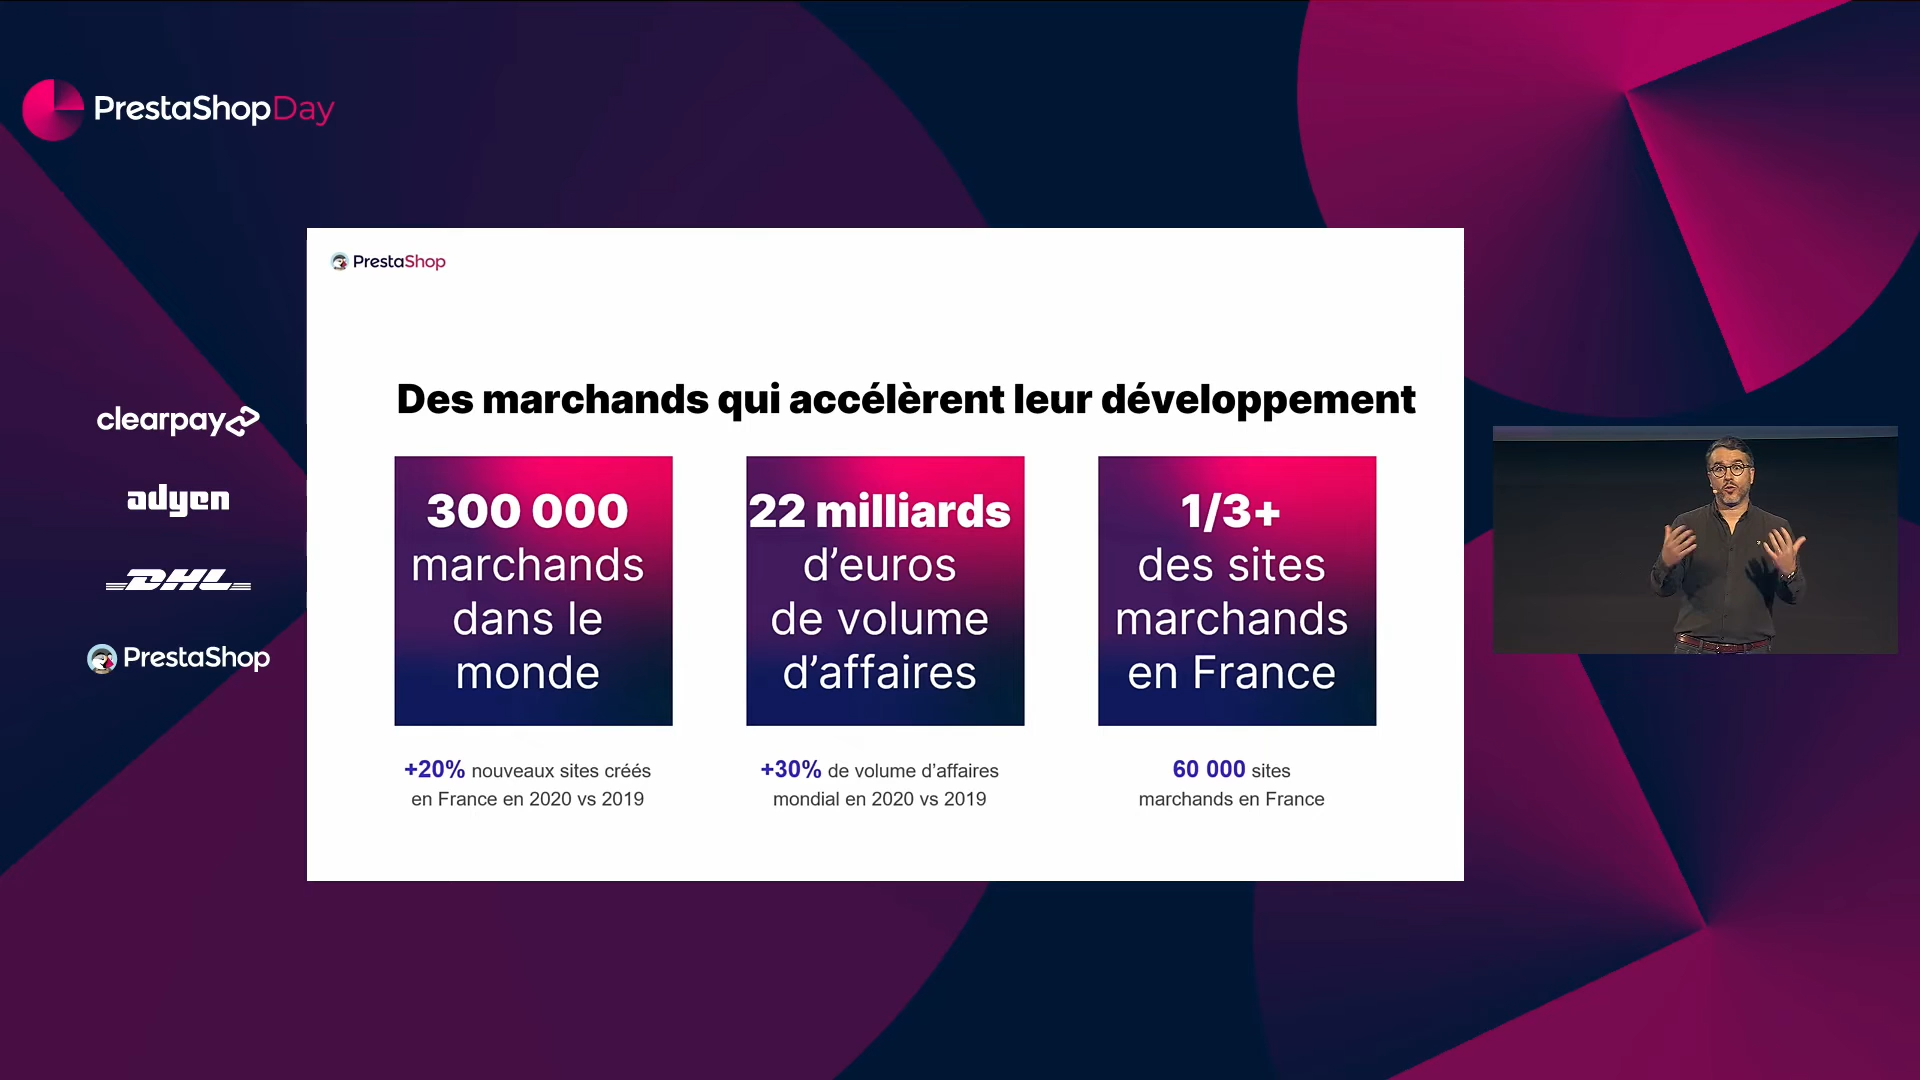 PrestaShopDay
PrestaShop
Des marchands qui accélèrent leur développement
300 000
marchands
dans le
monde
+20% nouveaux sites créés
en France en 2020 vs 2019
22 milliards
d’euros
de volume
d’affaires
+30% de volume d’affaires
mondial en 2020 vs 2019
1/3+
des sites
marchands
en France
60 000 sites
marchands en France
clearpay
adyen
DHL
PrestaShop